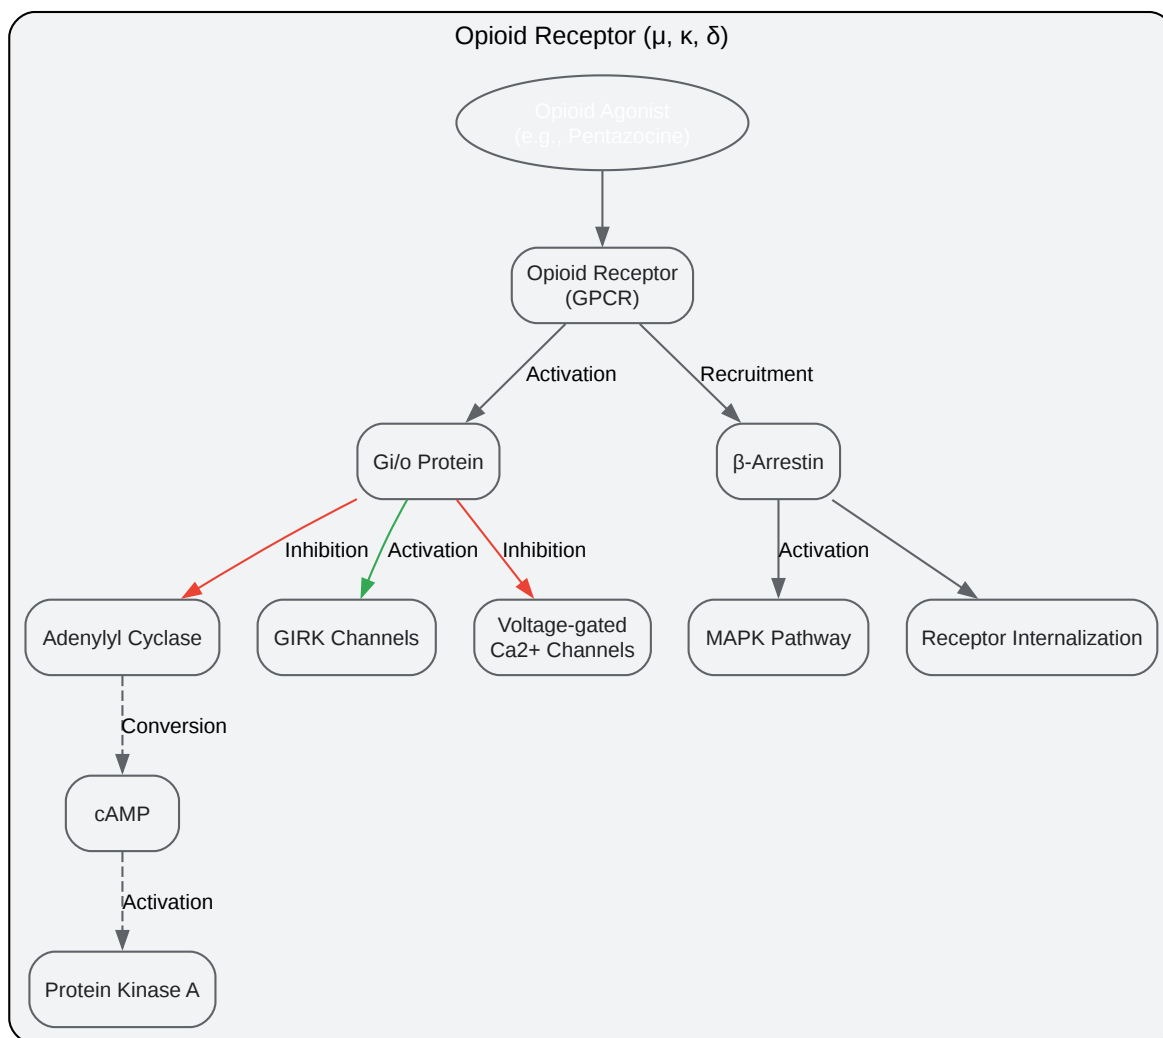 Opioid Receptor (μ, κ, δ)
Opioid Agonist
(e.g., Pentazocine)
Opioid Receptor
(GPCR)
Activation
Recruitment
Gi/o Protein
β-Arrestin
Inhibition
Activation
Inhibition
Activation
Adenylyl Cyclase
GIRK Channels
Voltage-gated
Ca2+ Channels
MAPK Pathway
Receptor Internalization
Conversion
cAMP
Activation
Protein Kinase A